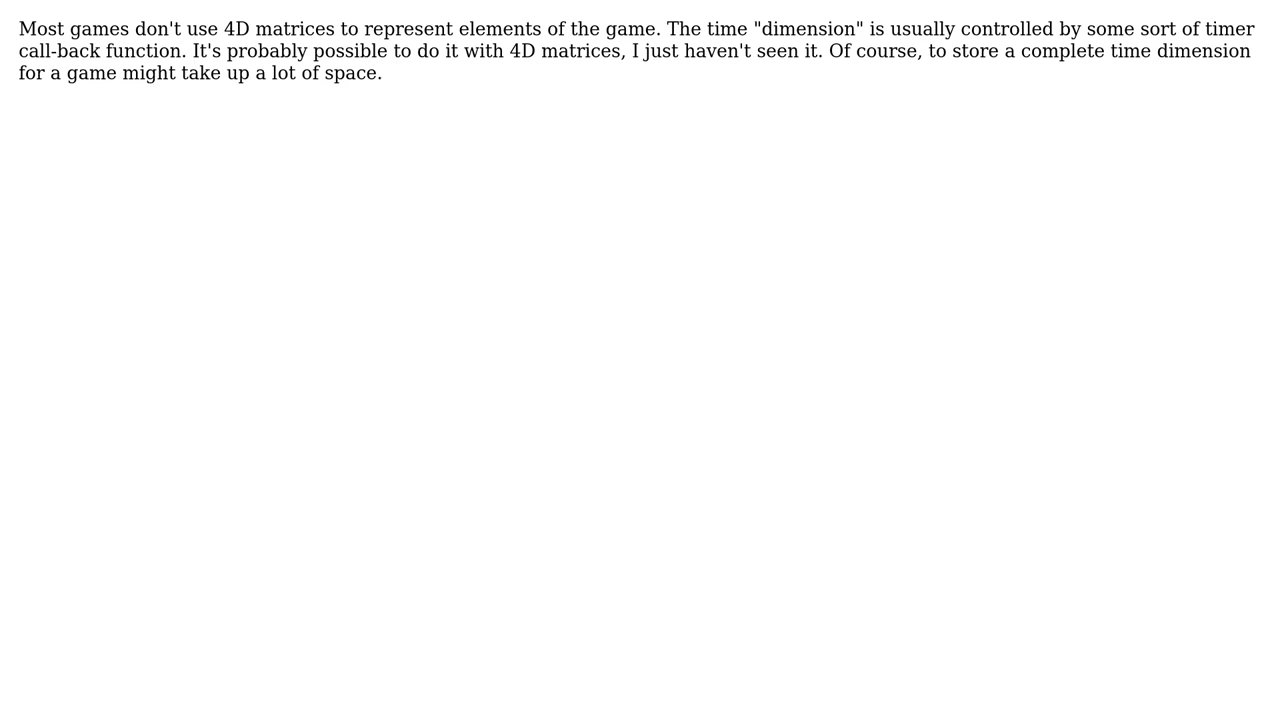 Most games don't use 4D matrices to represent elements of the game. The time "dimension" is usually controlled by some sort of timer
call-back function. It's probably possible to do it with 4D matrices, I just haven't seen it. Of course, to store a complete time dimension
for a game might take up a lot of space.